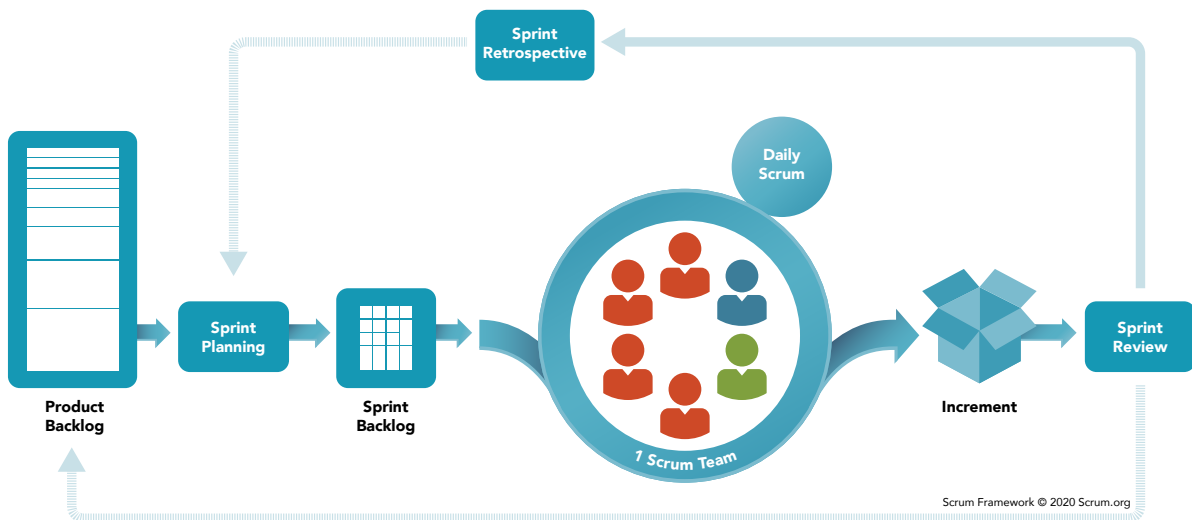 Sprint
Retrospective
Daily
Scrum
Sprint
Planning
Sprint
Review
Product
Backlog
Sprint
Backlog
Increment
1 Scrum Team
Scrum Framework © 2020 Scrum.org